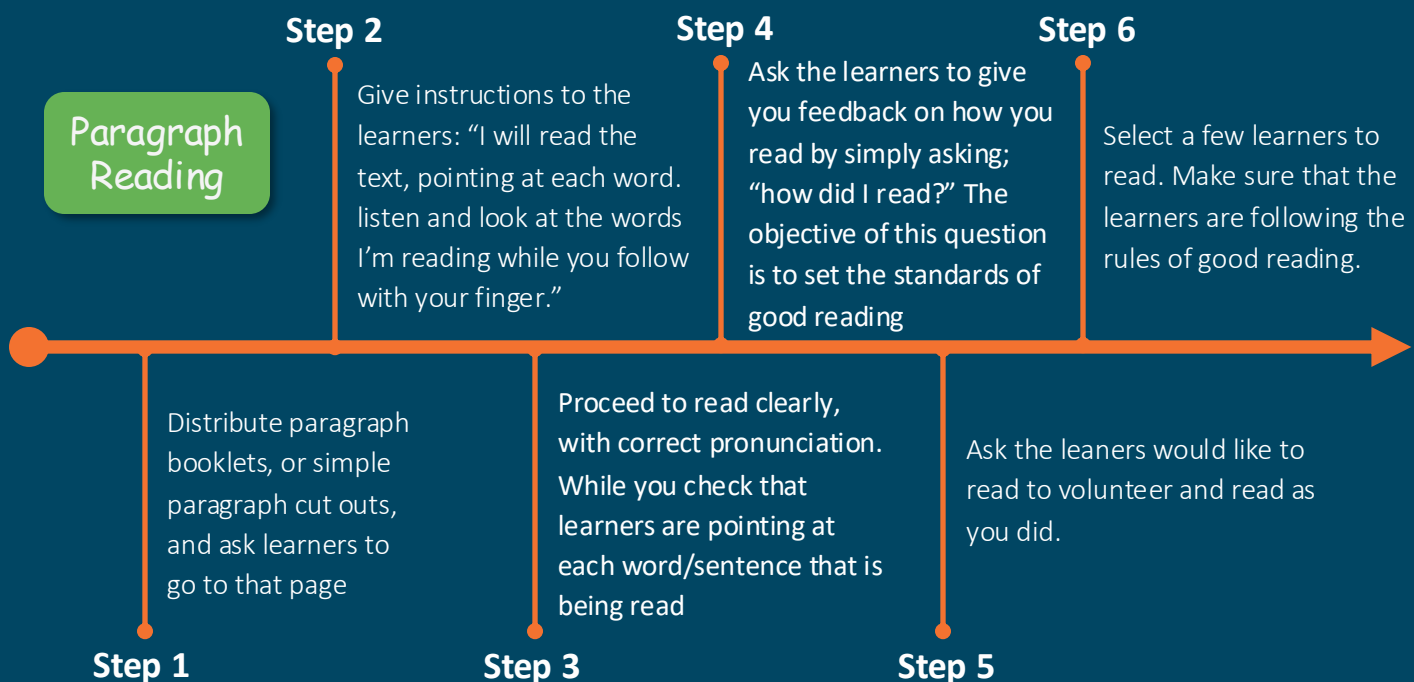 Paragraph
Reading
Step 1
Distribute paragraph
booklets, or simple
paragraph cut outs,
and ask learners to
go to that page
Step 2
Give instructions to the
learners: “I will read the
text, pointing at each word.
listen and look at the words
I’m reading while you follow
with your finger.”
Step 3
Proceed to read clearly,
with correct pronunciation.
While you check that
learners are pointing at
each word/sentence that is
being read
Step 4
Ask the learners to give
you feedback on how you
read by simply asking;
“how did I read?” The
objective of this question
is to set the standards of
good reading
Step 5
Ask the leaners would like to
read to volunteer and read as
you did.
Step 6
Select a few learners to
read. Make sure that the
learners are following the
rules of good reading.